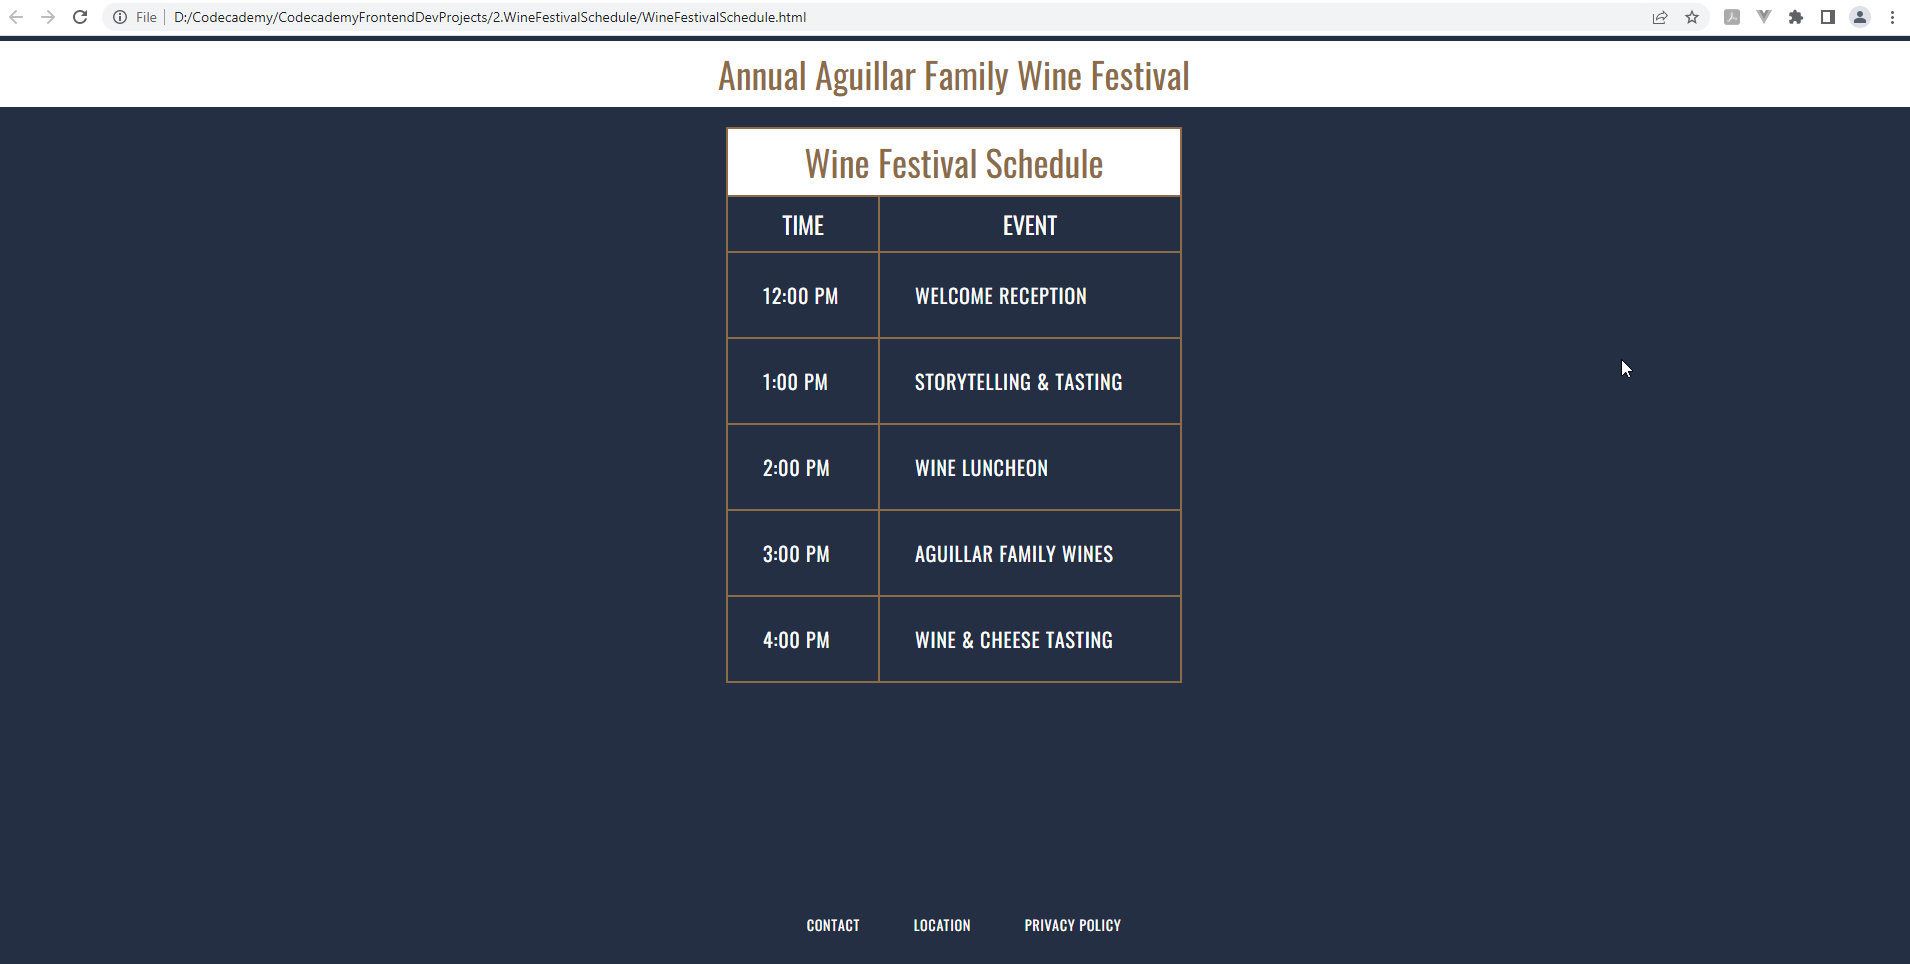 File D:/Codecademy/CodecademyFrontendDevProjects/2.WineFestivalSchedule/WineFestivalSchedule.html
Annual Aguillar Family Wine Festival
Wine Festival Schedule
TIME EVENT
12:00 PM WELCOME RECEPTION
1:00 PM STORYTELLING & TASTING
2:00 PM WINE LUNCHEON
3:00 PM AGUILLAR FAMILY WINES
4:00 PM WINE & CHEESE TASTING
CONTACT LOCATION PRIVACY POLICY